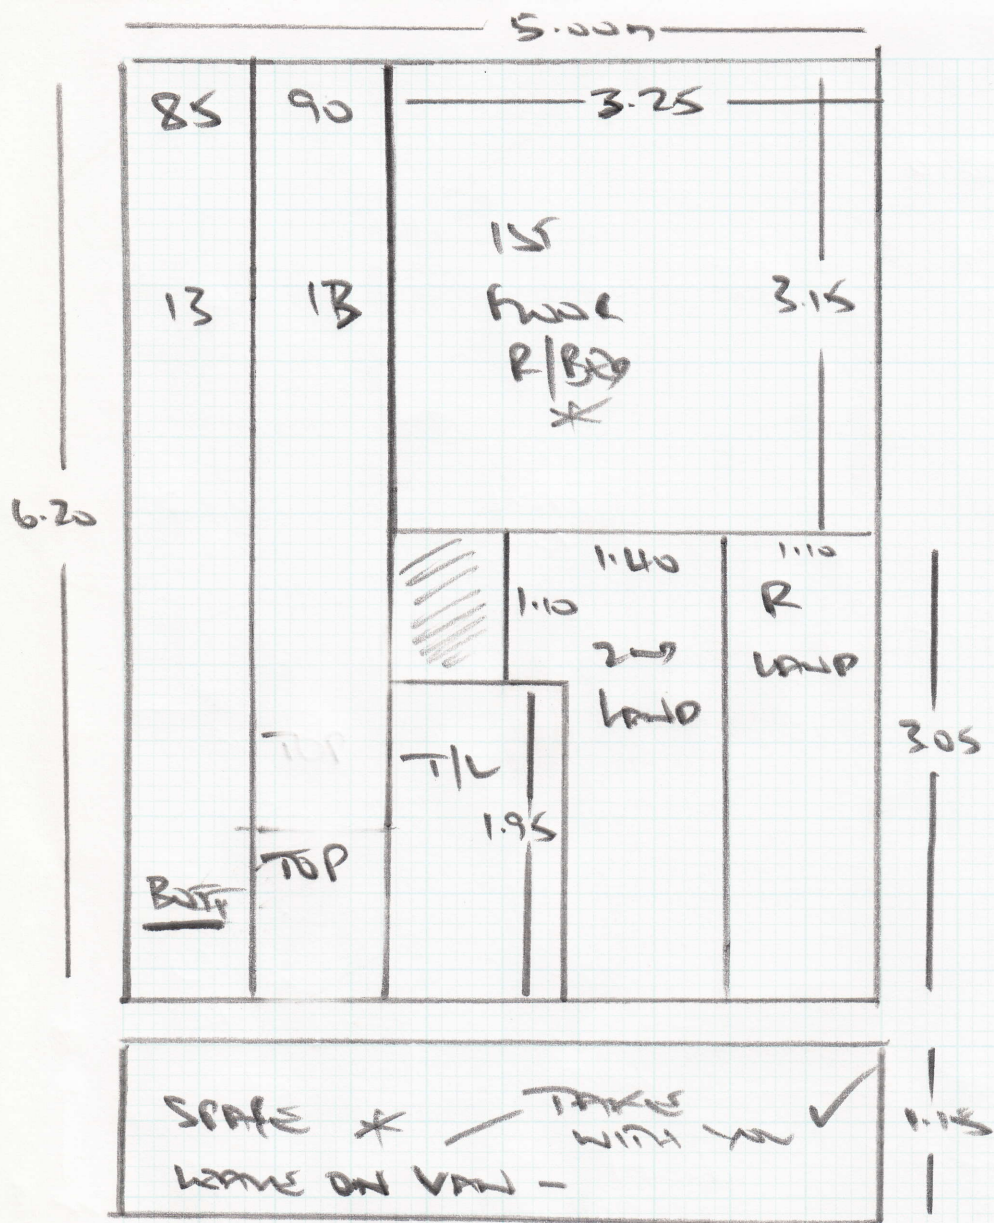 5.00m
85
90
3.25
13
1B
1ST
FLOOR
R/BED
*
3.15
6.20
1.40
1.10
1.10
2ND
LAND
R
LAND
3.05
T/L
1.95
TOP
BOTT
SPARE * / TAKE
WITH YOU ✓
LEAVE ON VAN -
1.15